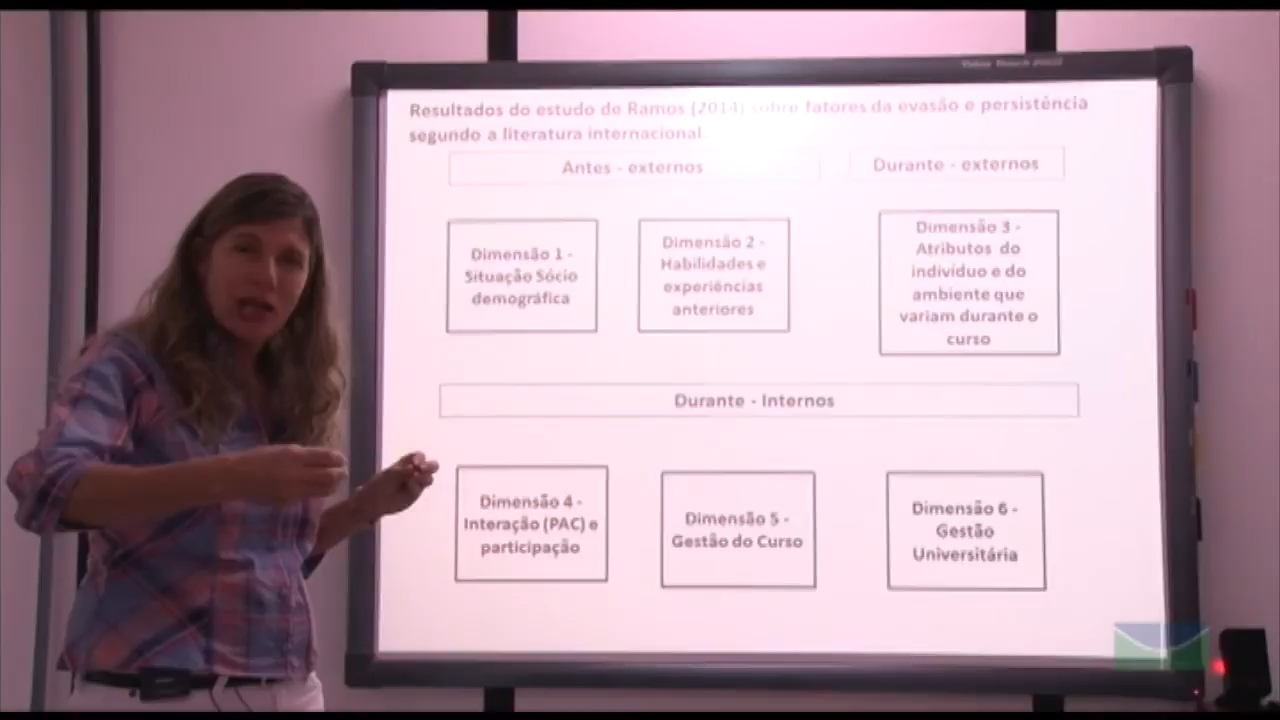 Resultados do estudo de Ramos (2014) sobre fatores da evasão e persistência
segundo a literatura internacional
Antes - externos
Durante - externos
Dimensão 1 -
Situação Sócio
demográfica
Dimensão 2 -
Habilidades e
experiências
anteriores
Dimensão 3 -
Atributos do
indivíduo e do
ambiente que
variam durante o
curso
Durante - Internos
Dimensão 4 -
Interação (PAC) e
participação
Dimensão 5 -
Gestão do Curso
Dimensão 6 -
Gestão
Universitária